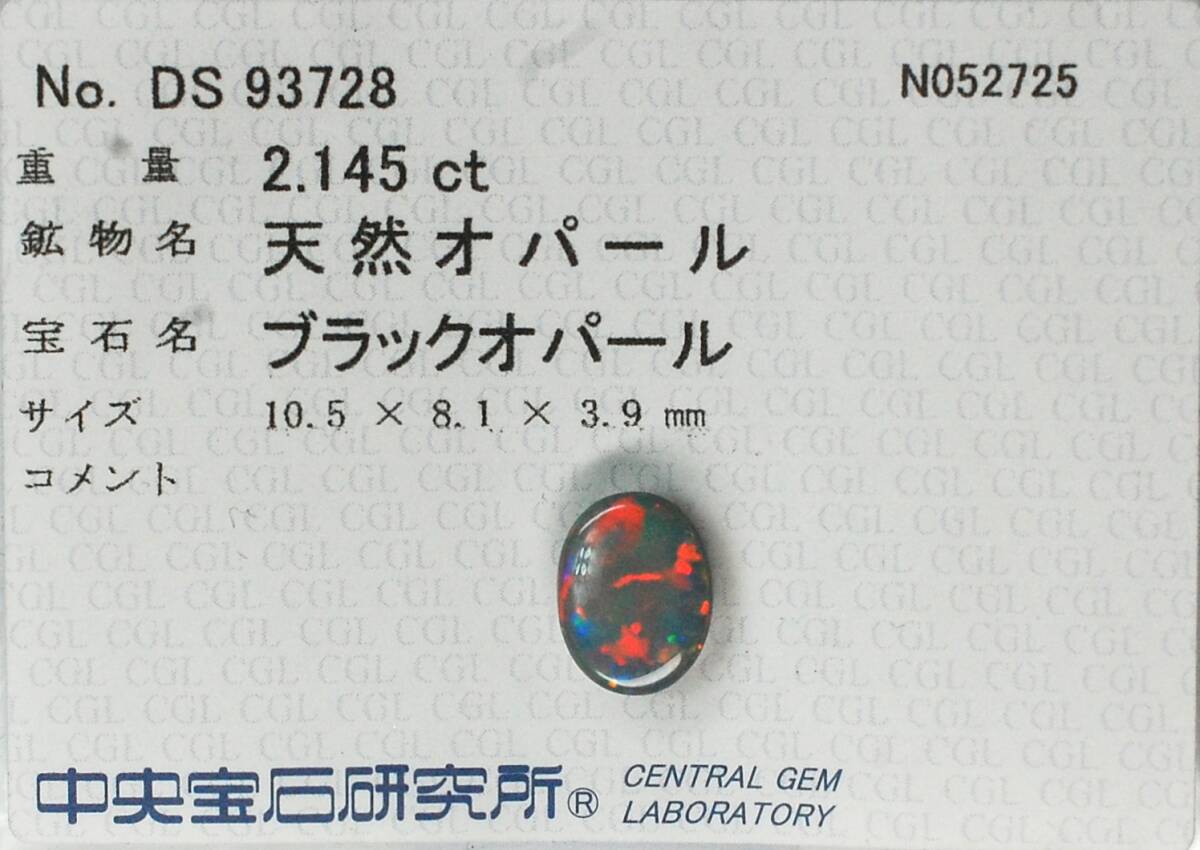 No. DS 93728 N052725
重量 2.145 ct
鉱物名 天然オパール
宝石名 ブラックオパール
サイズ 10.5 × 8.1 × 3.9 mm
コメント
中央宝石研究所® CENTRAL GEM
LABORATORY